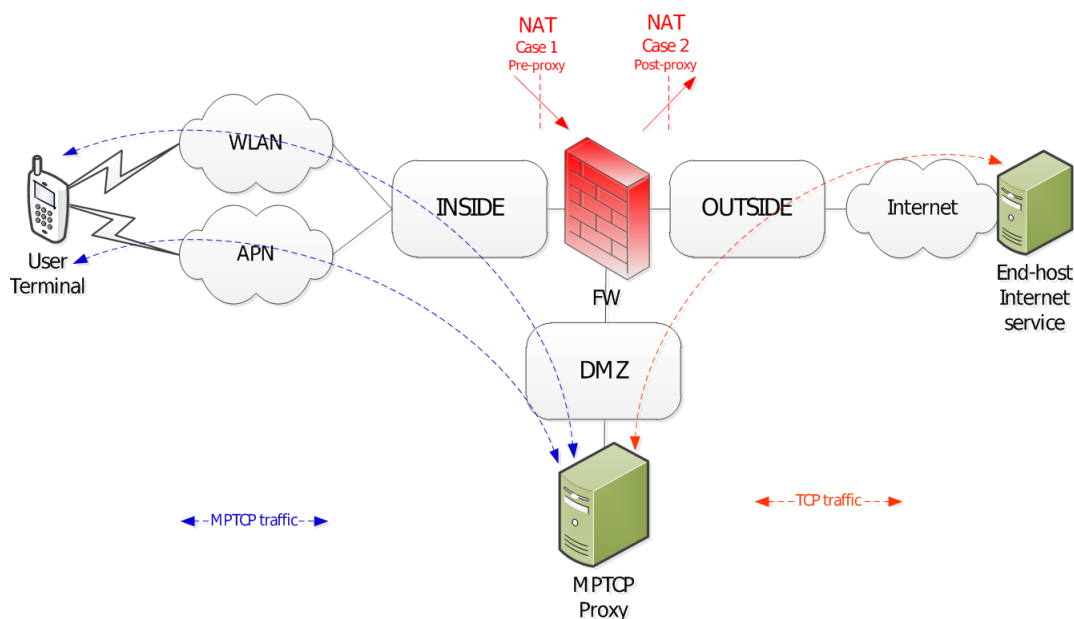 NAT
Case 1
Pre-proxy
NAT
Case 2
Post-proxy
WLAN
User
Terminal
APN
INSIDE
FW
OUTSIDE
Internet
End-host
Internet
service
DMZ
MPTCP traffic
TCP traffic
MPTCP
Proxy